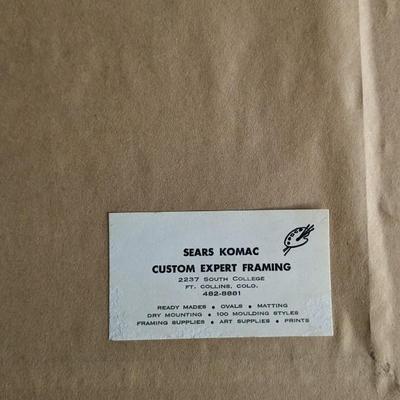 SEARS KOMAC
CUSTOM EXPERT FRAMING
2237 SOUTH COLLEGE
FT. COLLINS, COLO.
482-8881
READY MADES • OVALS • MATTING
DRY MOUNTING • 100 MOULDING STYLES
FRAMING SUPPLIES • ART SUPPLIES • PRINTS